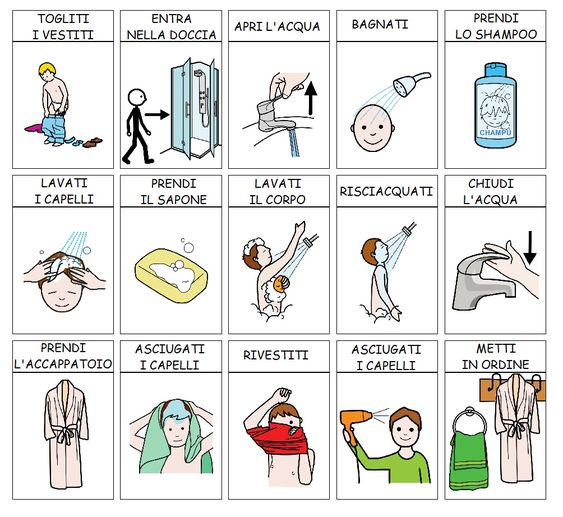 TOGLITI
I VESTITI
ENTRA
NELLA DOCCIA
APRI L'ACQUA
BAGNATI
PRENDI
LO SHAMPOO
CHAMPÚ
LAVATI
I CAPELLI
PRENDI
IL SAPONE
LAVATI
IL CORPO
RISCIACQUATI
CHIUDI
L'ACQUA
PRENDI
L'ACCAPPATOIO
ASCIUGATI
I CAPELLI
RIVESTITI
ASCIUGATI
I CAPELLI
METTI
IN ORDINE